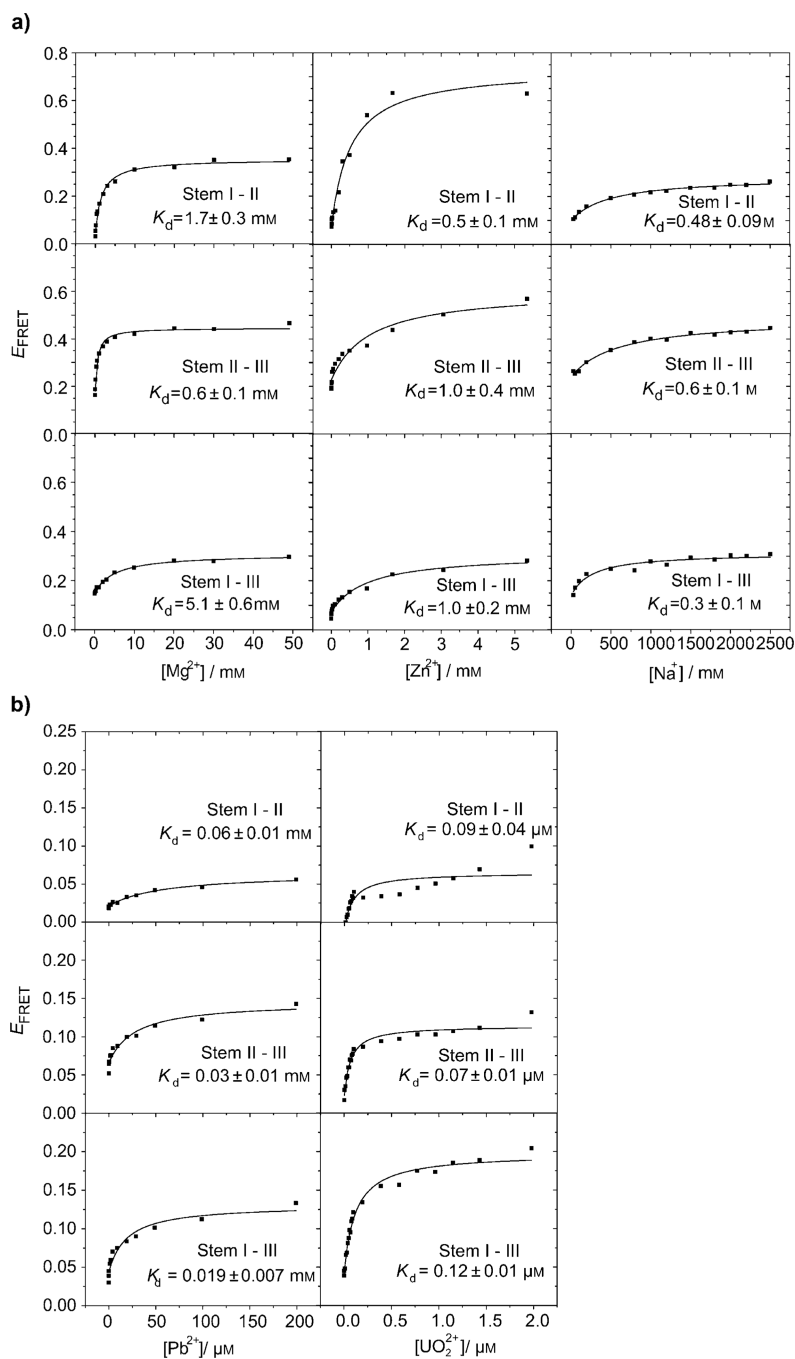 a)
0.8
0.6
0.4
0.2
0.0
Stem I - II
Kd=1.7± 0.3 mM
Stem I - II
Kd=0.5 ± 0.1 mM
Stem I - II
Kd=0.48± 0.09M
EFRET
0.6
0.4
0.2
0.0
Stem II - III
Kd=0.6 ± 0.1 mM
Stem II - III
Kd=1.0 ± 0.4 mM
Stem II - III
Kd=0.6 ± 0.1 M
0.6
0.4
0.2
0.0
Stem I - III
Kd=5.1 ± 0.6mM
Stem I - III
Kd=1.0 ± 0.2 mM
Stem I - III
Kd=0.3 ± 0.1 M
0 10 20 30 40 50
0 1 2 3 4 5
0 500 1000 1500 2000 2500
[Mg2+] / mM
[Zn2+] / mM
[Na+] / mM
b)
0.25
0.20
0.15
0.10
0.05
0.00
Stem I - II
Kd = 0.06 ± 0.01 mM
Stem I - II
Kd = 0.09 ± 0.04 µM
EFRET
0.20
0.15
0.10
0.05
0.00
Stem II - III
Kd = 0.03 ± 0.01 mM
Stem II - III
Kd = 0.07 ± 0.01 µM
0.20
0.15
0.10
0.05
0.00
Stem I - III
Kd = 0.019 ± 0.007 mM
Stem I - III
Kd = 0.12 ± 0.01 µM
0 50 100 150 200
0.0 0.5 1.0 1.5 2.0
[Pb2+]/ µM
[UO22+]/ µM